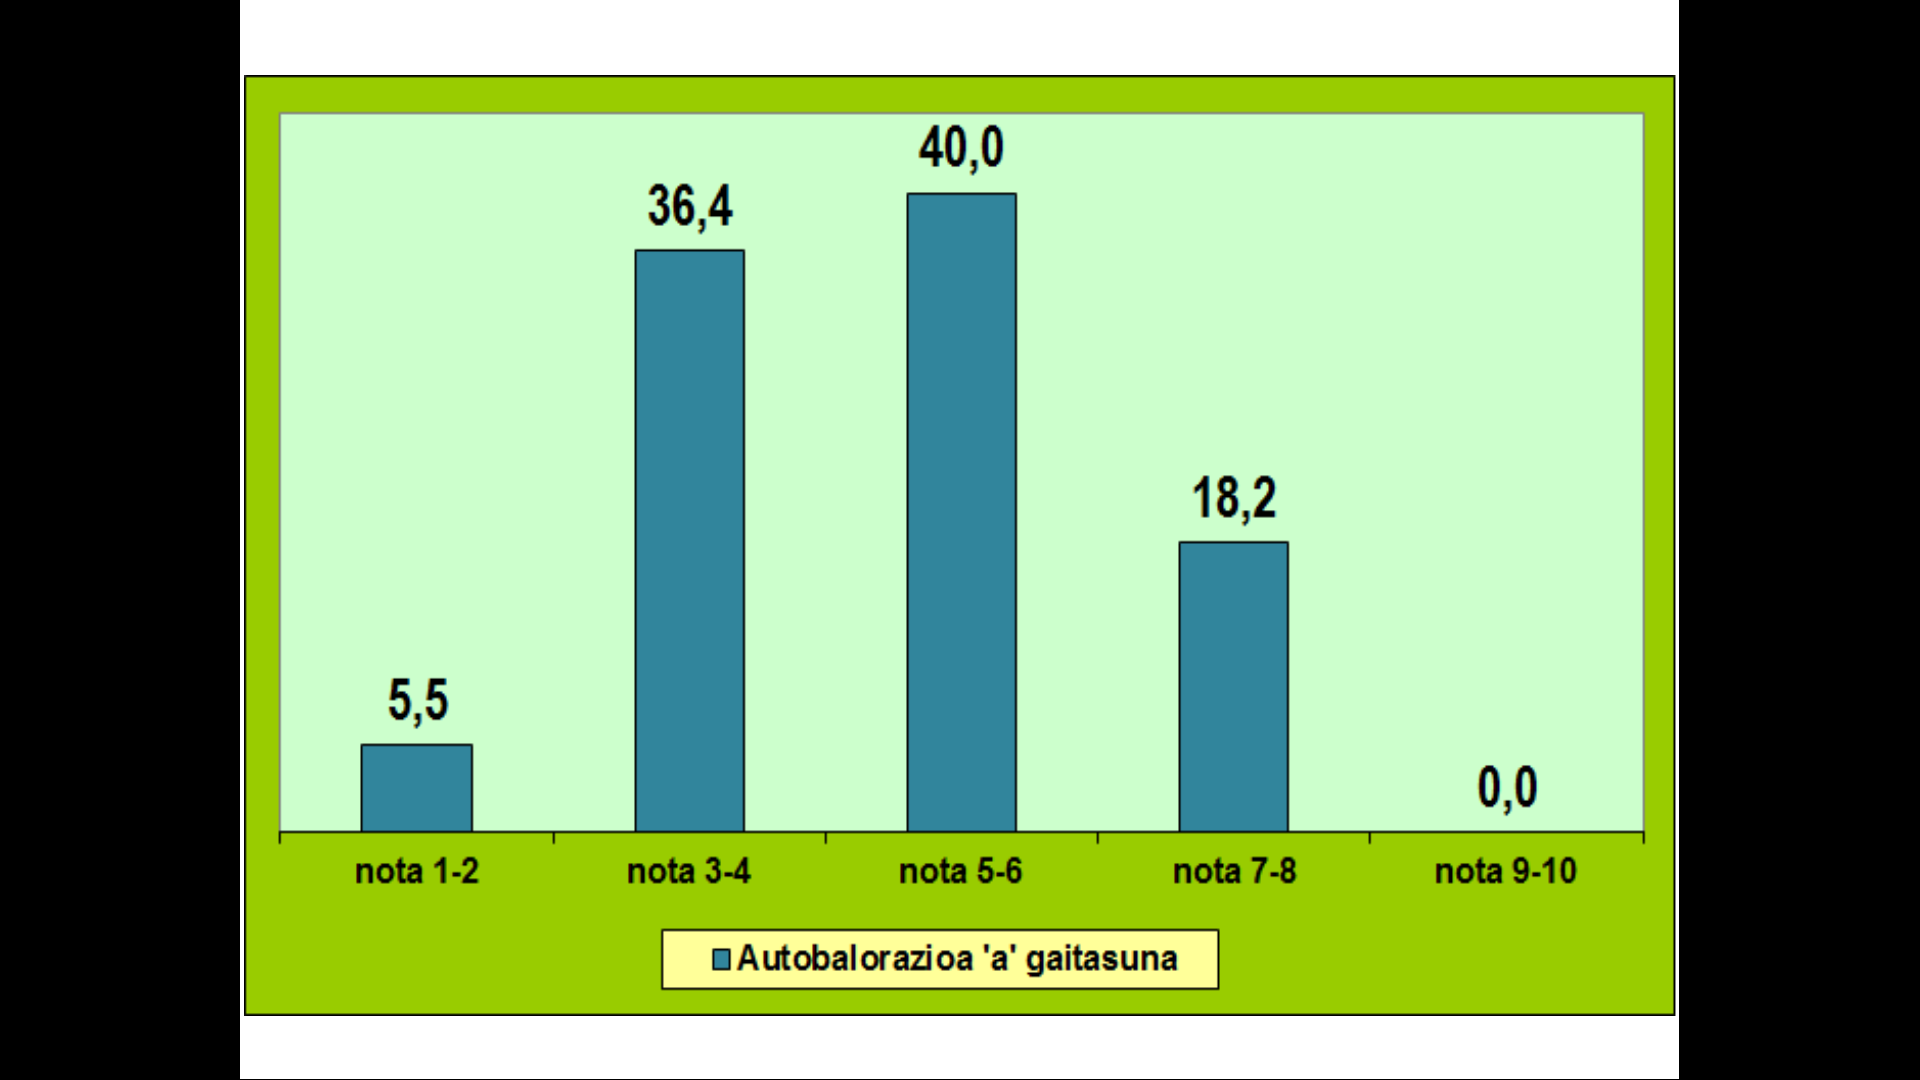 40,0
36,4
18,2
5,5
0,0
nota 1-2 nota 3-4 nota 5-6 nota 7-8 nota 9-10
Autobalorazioa 'a' gaitasuna